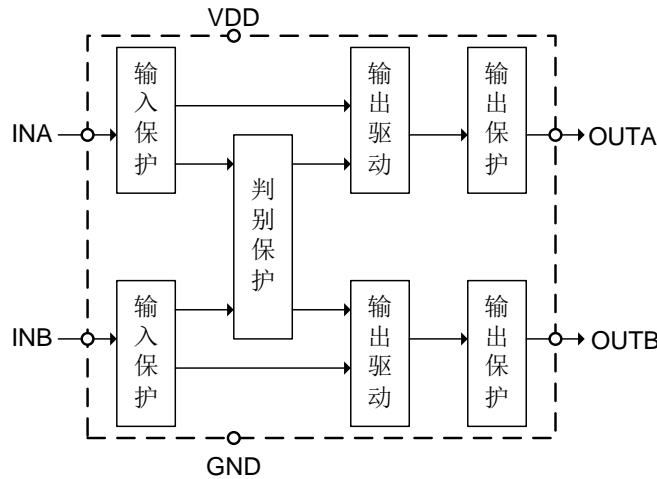 VDD
INA
输入保护
输出驱动
输出保护
OUTA
判别保护
INB
输入保护
输出驱动
输出保护
OUTB
GND